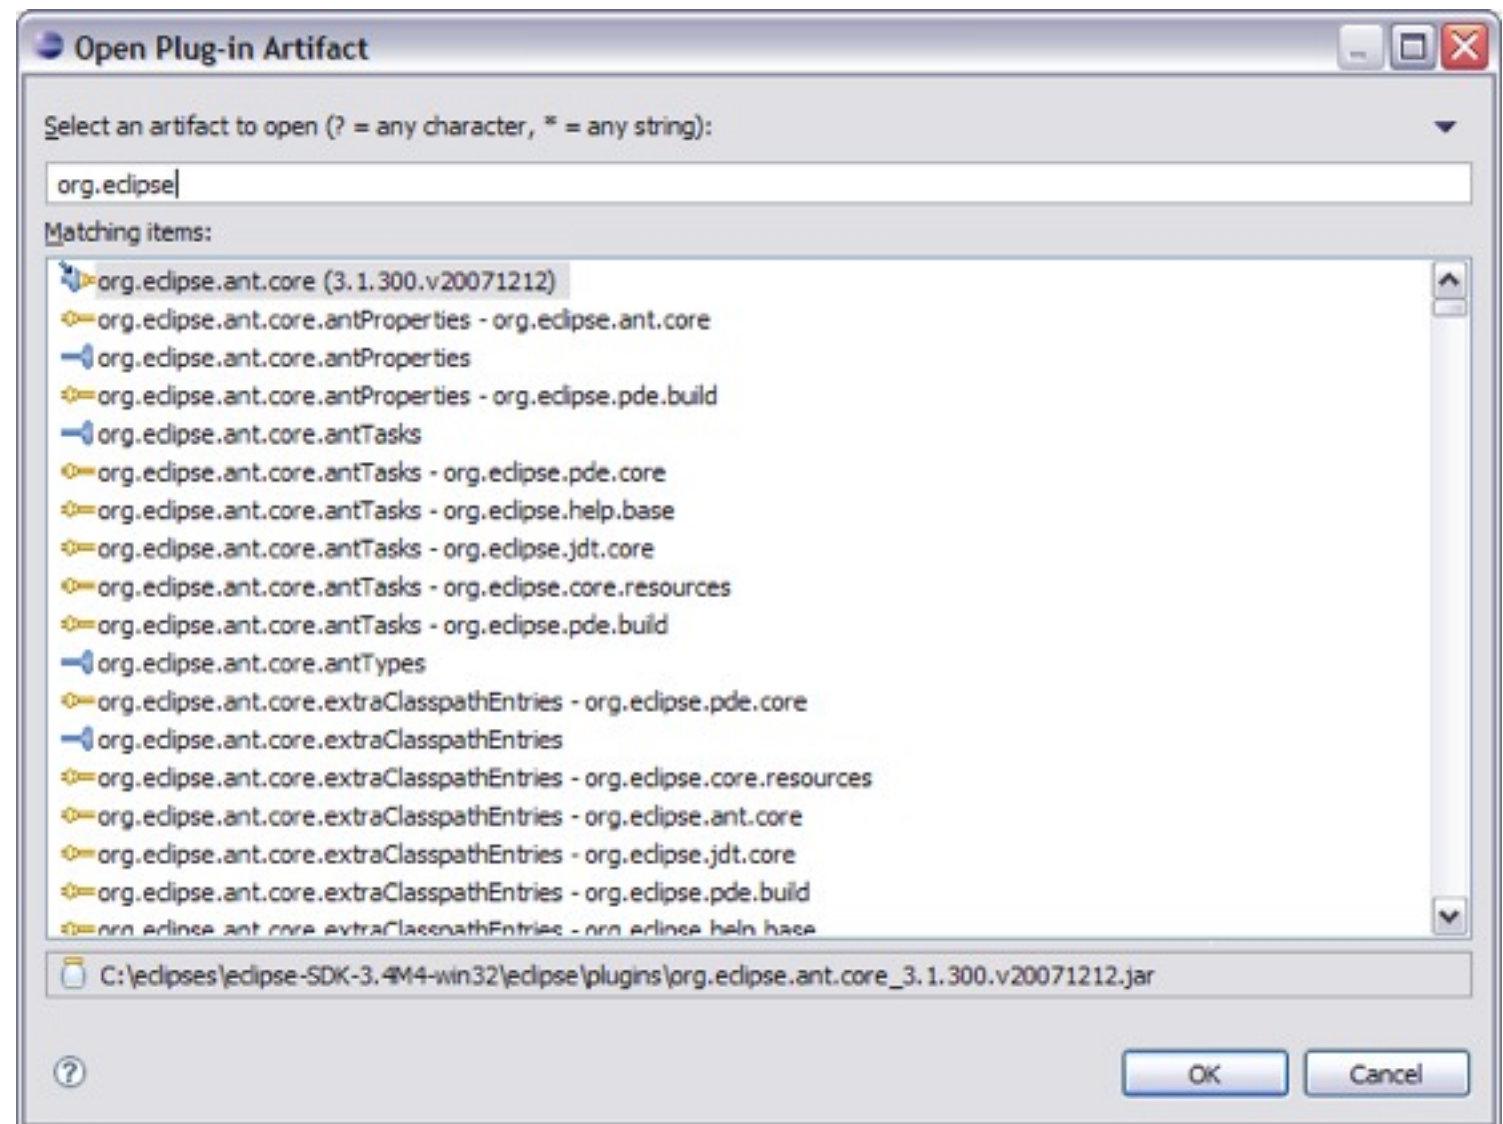 Open Plug-in Artifact
Select an artifact to open (? = any character, * = any string):
org.eclipse
Matching items:
org.eclipse.ant.core (3.1.300.v20071212)
org.eclipse.ant.core.antProperties - org.eclipse.ant.core
org.eclipse.ant.core.antProperties
org.eclipse.ant.core.antProperties - org.eclipse.pde.build
org.eclipse.ant.core.antTasks
org.eclipse.ant.core.antTasks - org.eclipse.pde.core
org.eclipse.ant.core.antTasks - org.eclipse.help.base
org.eclipse.ant.core.antTasks - org.eclipse.jdt.core
org.eclipse.ant.core.antTasks - org.eclipse.core.resources
org.eclipse.ant.core.antTasks - org.eclipse.pde.build
org.eclipse.ant.core.antTypes
org.eclipse.ant.core.extraClasspathEntries - org.eclipse.pde.core
org.eclipse.ant.core.extraClasspathEntries
org.eclipse.ant.core.extraClasspathEntries - org.eclipse.core.resources
org.eclipse.ant.core.extraClasspathEntries - org.eclipse.ant.core
org.eclipse.ant.core.extraClasspathEntries - org.eclipse.jdt.core
org.eclipse.ant.core.extraClasspathEntries - org.eclipse.pde.build
org.eclipse.ant.core.extraClasspathEntries - org.eclipse.help.base
C:\eclipses\eclipse-SDK-3.4M4-win32\eclipse\plugins\org.eclipse.ant.core_3.1.300.v20071212.jar
?
OK
Cancel